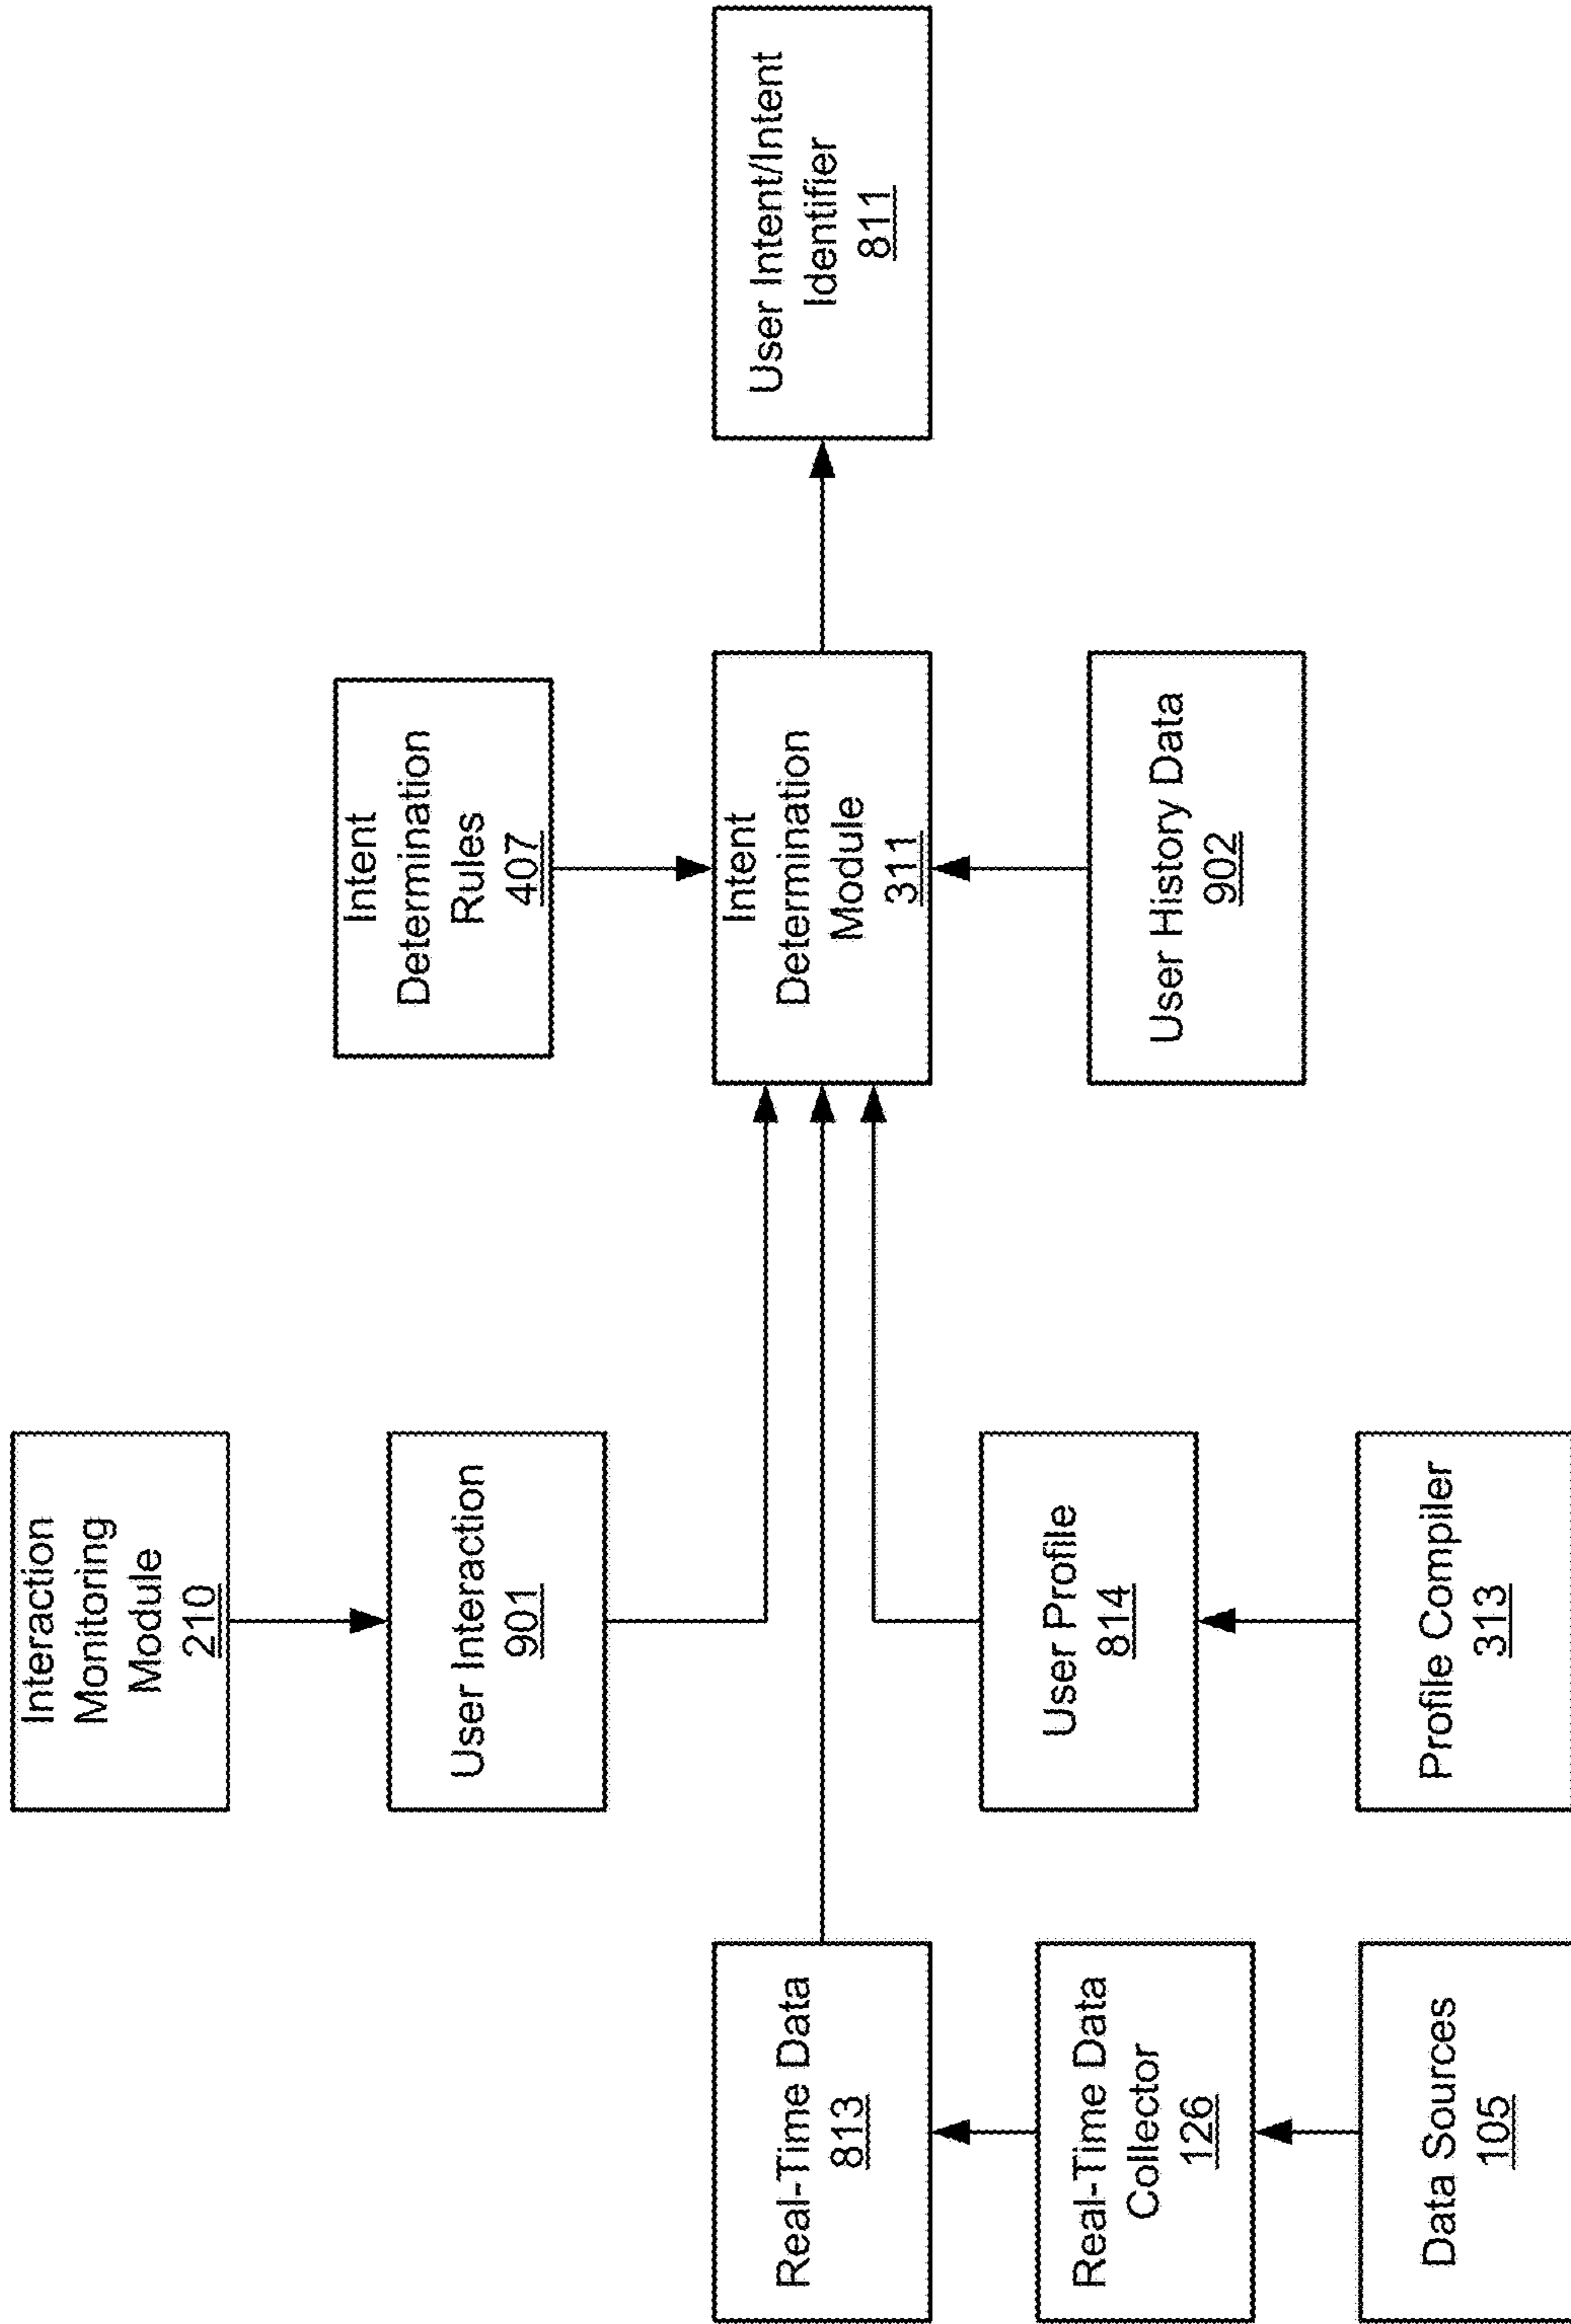 Interaction
Monitoring
Module
210
User Interaction
901
Real-Time Data
813
Real-Time Data
Collector
126
Data Sources
105
User Profile
814
Profile Compiler
313
Intent
Determination
Rules
407
Intent
Determination
Module
311
User History Data
902
User Intent/Intent
Identifier
811